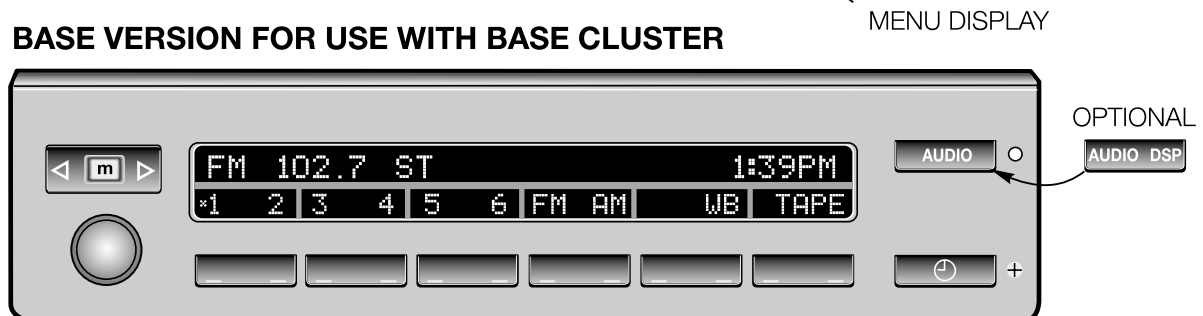 MENU DISPLAY
BASE VERSION FOR USE WITH BASE CLUSTER
OPTIONAL
m
FM 102.7 ST 1:39PM
AUDIO
AUDIO DSP
*1 2 3 4 5 6 FM AM WB TAPE
+